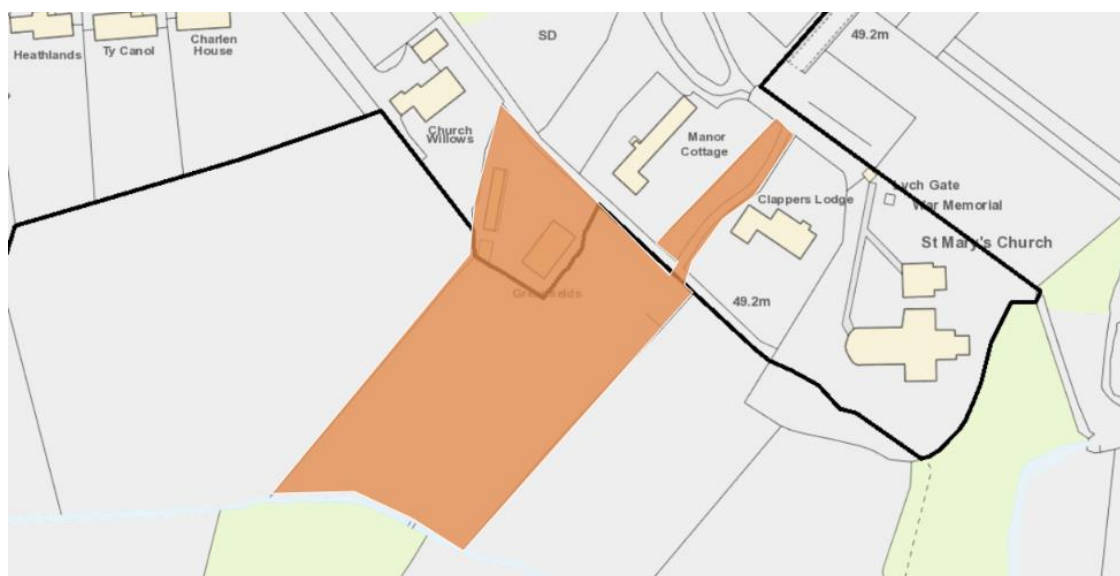 Heathlands
Ty Canol
Charlen
House
SD
49.2m
Church
Willows
Manor
Cottage
Lych Gate
War Memorial
Clappers Lodge
St Mary's Church
Greenfields
49.2m